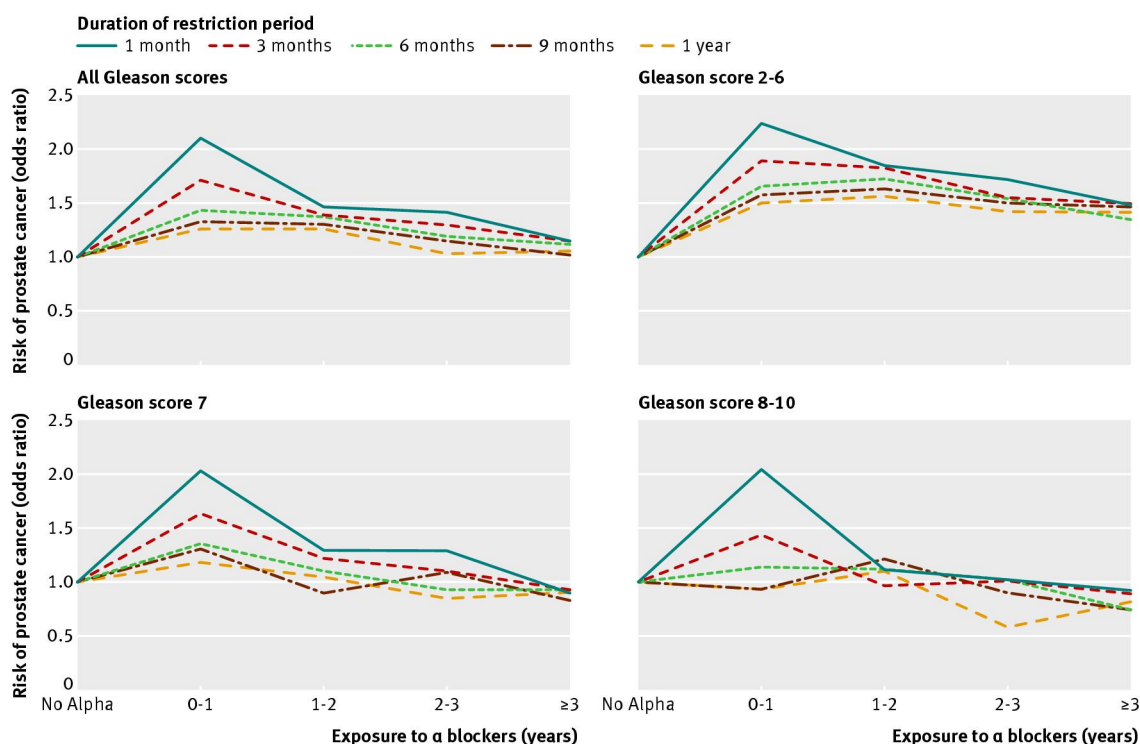 Duration of restriction period
1 month 3 months 6 months 9 months 1 year
All Gleason scores
Risk of prostate cancer (odds ratio)
2.5
2.0
1.5
1.0
0.5
0
Gleason score 2-6
Gleason score 7
Risk of prostate cancer (odds ratio)
2.5
2.0
1.5
1.0
0.5
0
No Alpha 0-1 1-2 2-3 ≥3
Exposure to α blockers (years)
Gleason score 8-10
No Alpha 0-1 1-2 2-3 ≥3
Exposure to α blockers (years)